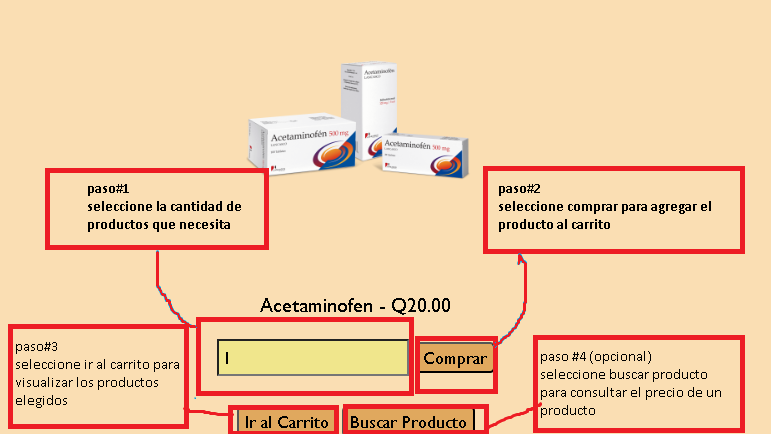 Acetaminofén
Acetaminofén 500 mg
Acetaminofén 500 mg
paso#1
seleccione la cantidad de
productos que necesita
paso#2
seleccione comprar para agregar el
producto al carrito
Acetaminofen - Q20.00
1
Comprar
paso#3
seleccione ir al carrito para
visualizar los productos
elegidos
paso #4 (opcional)
seleccione buscar producto
para consultar el precio de un
producto
Ir al Carrito
Buscar Producto